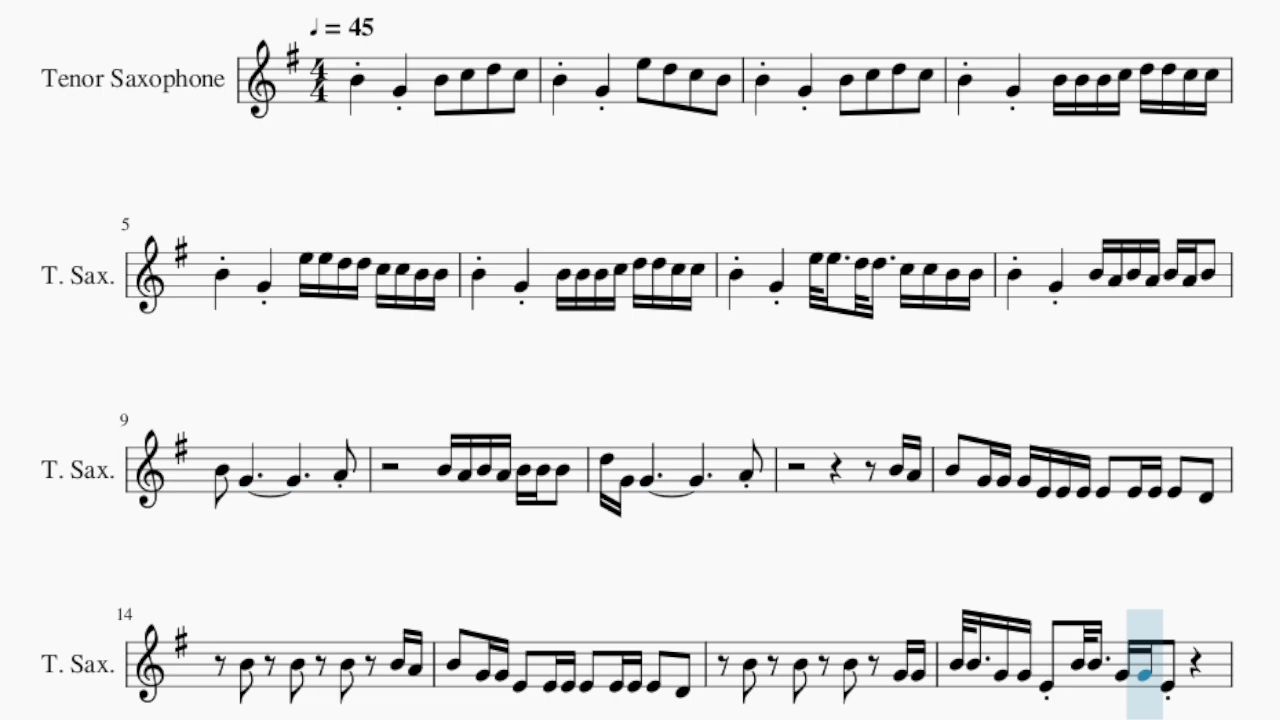 ♩ = 45
Tenor Saxophone
4
4
5
T. Sax.
9
T. Sax.
14
T. Sax.